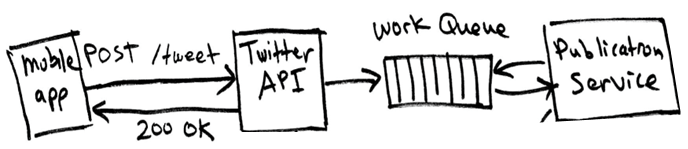 mobile
app
POST /tweet
200 OK
Twitter
API
Work Queue
Publication
Service